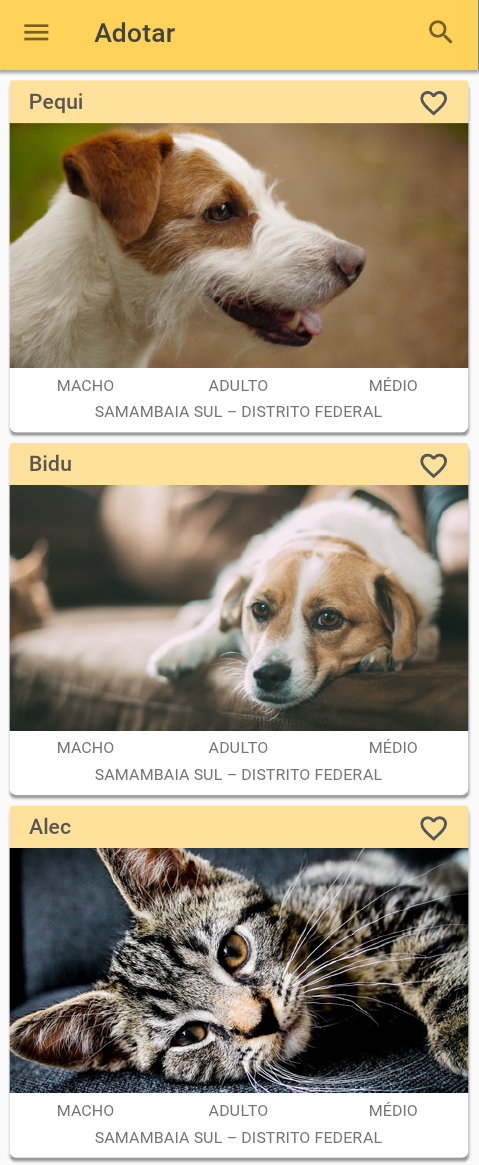 Adotar
Pequi
MACHO ADULTO MÉDIO
SAMAMBAIA SUL – DISTRITO FEDERAL
Bidu
MACHO ADULTO MÉDIO
SAMAMBAIA SUL – DISTRITO FEDERAL
Alec
MACHO ADULTO MÉDIO
SAMAMBAIA SUL – DISTRITO FEDERAL